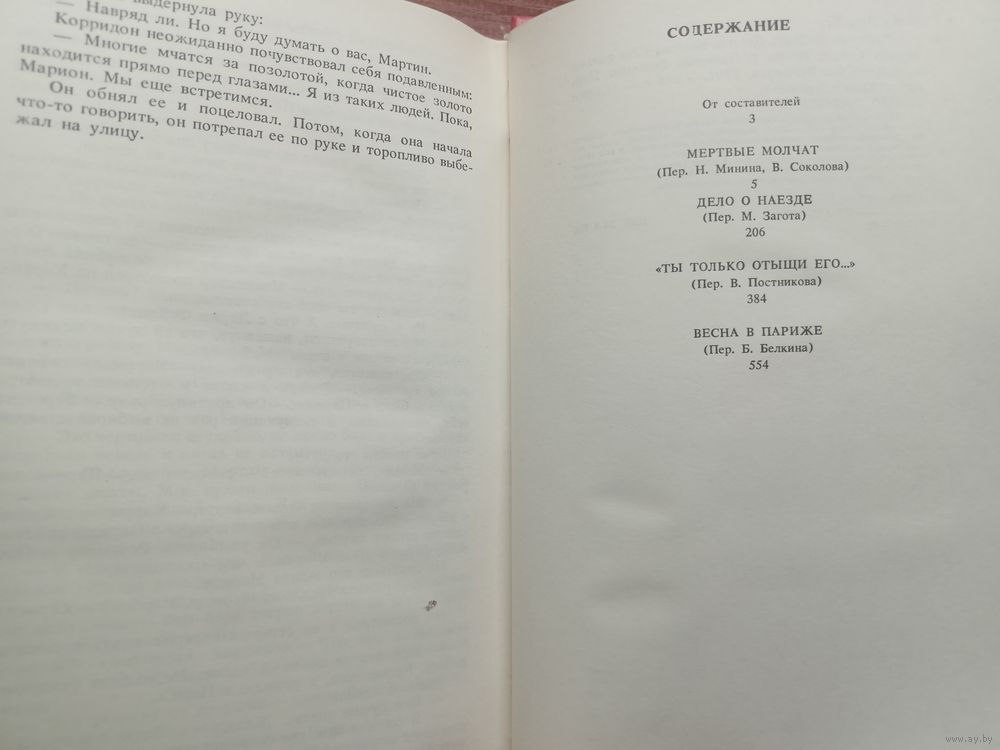 выдернула руку:
— Навряд ли. Но я буду думать о вас, Мартин.
Корридон неожиданно почувствовал себя подавленным:
— Многие мчатся за позолотой, когда чистое золото
находится прямо перед глазами... Я из таких людей. Пока,
Марион. Мы еще встретимся.
Он обнял ее и поцеловал. Потом, когда она начала
что-то говорить, он потрепал ее по руке и торопливо выбе-
жал на улицу.
СОДЕРЖАНИЕ
От составителей
3
МЕРТВЫЕ МОЛЧАТ
(Пер. Н. Минина, В. Соколова)
5
ДЕЛО О НАЕЗДЕ
(Пер. М. Загота)
206
«ТЫ ТОЛЬКО ОТЫЩИ ЕГО...»
(Пер. В. Постникова)
384
ВЕСНА В ПАРИЖЕ
(Пер. Б. Белкина)
554
www.ay.by